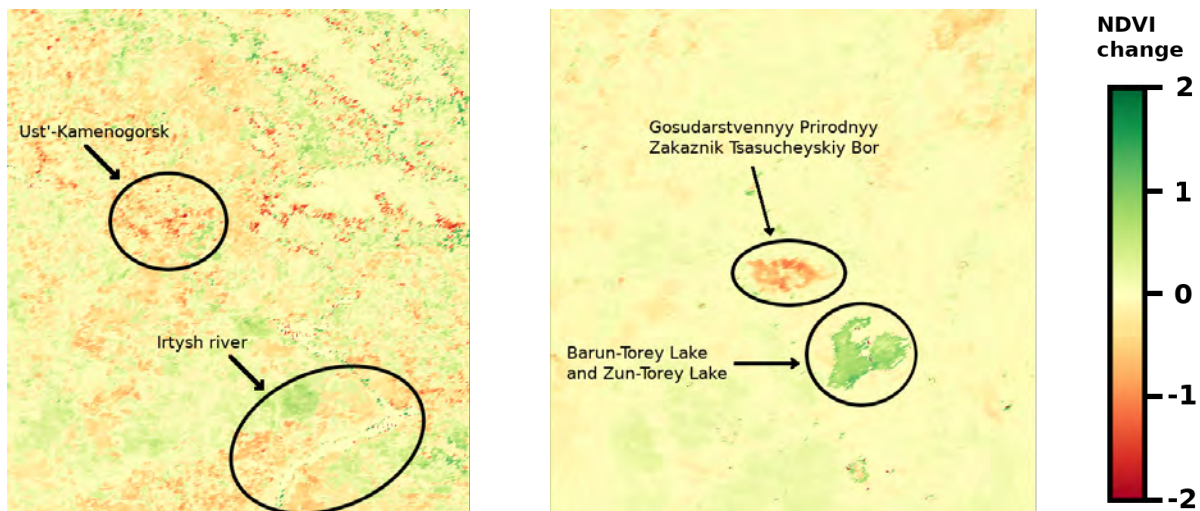 Ust'-Kamenogorsk
Irtysh river
Gosudarstvennyy Prirodnyy
Zakaznik Tsasucheyskiy Bor
Barun-Torey Lake
and Zun-Torey Lake
NDVI
change
2
1
0
-1
-2